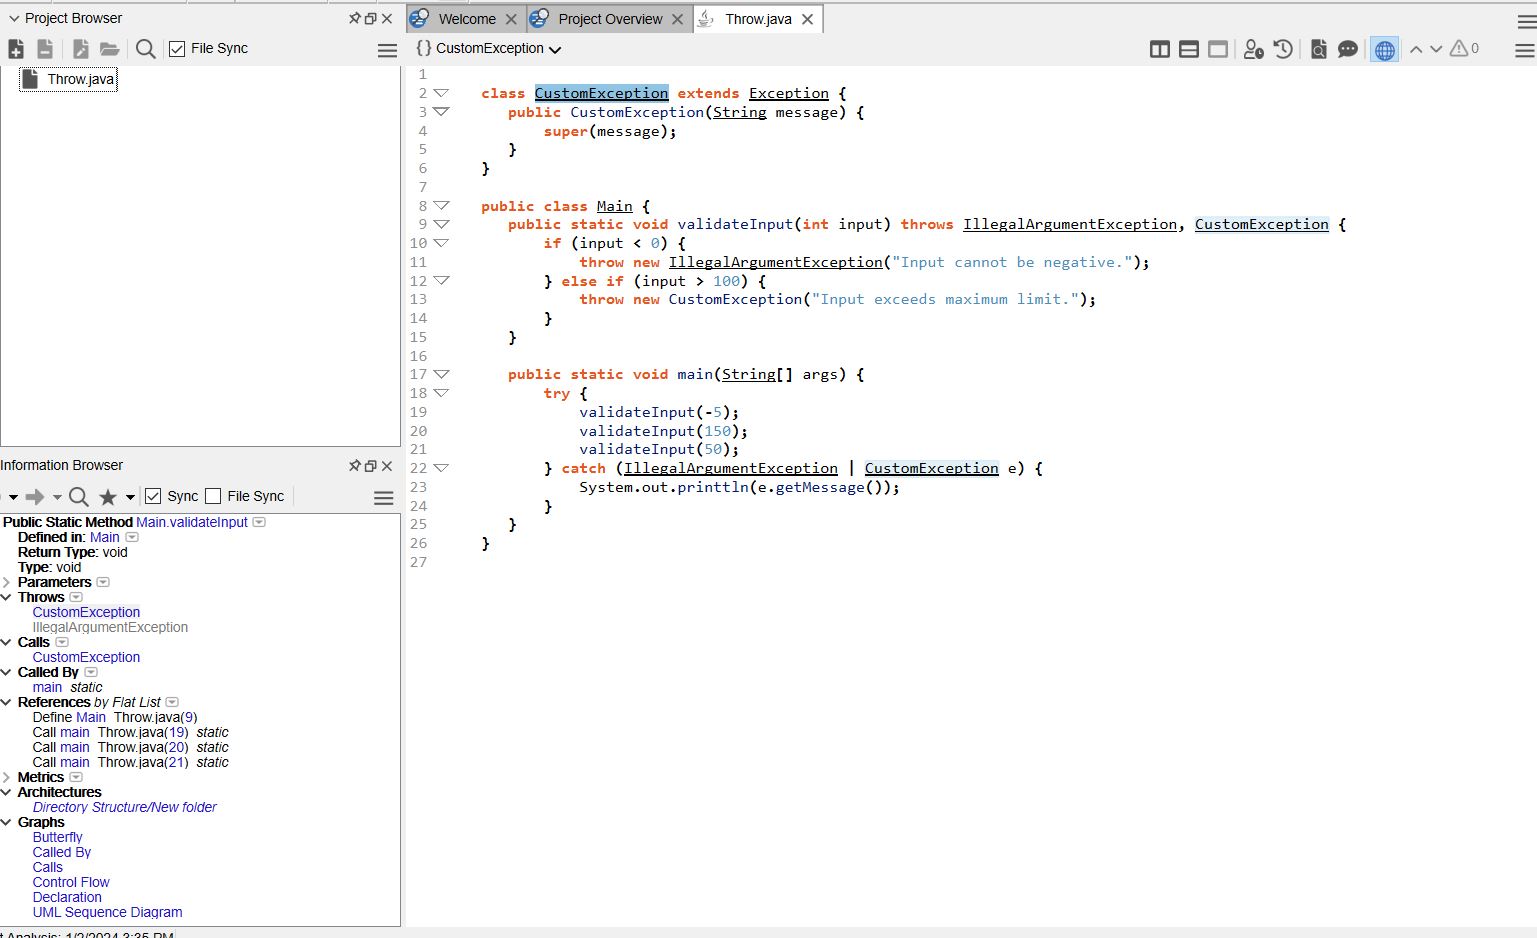 Project Browser
File Sync
Throw.java
Information Browser
Sync File Sync
Public Static Method Main.validateInput
Defined in: Main
Return Type: void
Type: void
Parameters
Throws
CustomException
IllegalArgumentException
Calls
CustomException
Called By
main static
References by Flat List
Define Main Throw.java(9)
Call main Throw.java(19) static
Call main Throw.java(20) static
Call main Throw.java(21) static
Metrics
Architectures
Directory Structure/New folder
Graphs
Butterfly
Called By
Calls
Control Flow
Declaration
UML Sequence Diagram
t Analysis: 1/2/2024 3:35 PM
Welcome Project Overview Throw.java
{} CustomException 0
1
2 class CustomException extends Exception {
3 public CustomException(String message) {
4 super(message);
5 }
6 }
7
8 public class Main {
9 public static void validateInput(int input) throws IllegalArgumentException, CustomException {
10 if (input < 0) {
11 throw new IllegalArgumentException("Input cannot be negative.");
12 } else if (input > 100) {
13 throw new CustomException("Input exceeds maximum limit.");
14 }
15 }
16
17 public static void main(String[] args) {
18 try {
19 validateInput(-5);
20 validateInput(150);
21 validateInput(50);
22 } catch (IllegalArgumentException | CustomException e) {
23 System.out.printtln(e.getMessage());
24 }
25 }
26 }
27